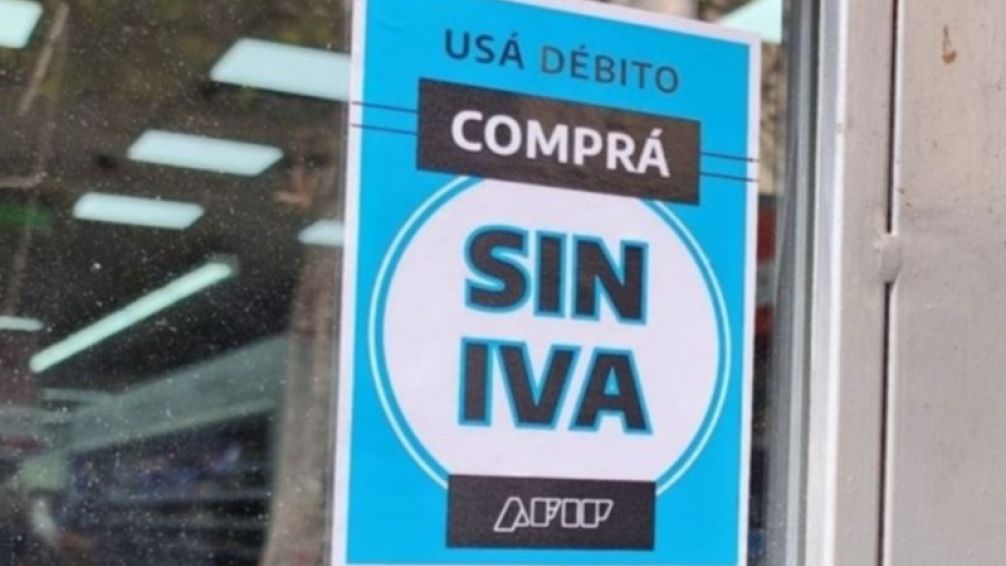 USÁ DÉBITO
COMPRÁ
SIN
IVA
AFIP